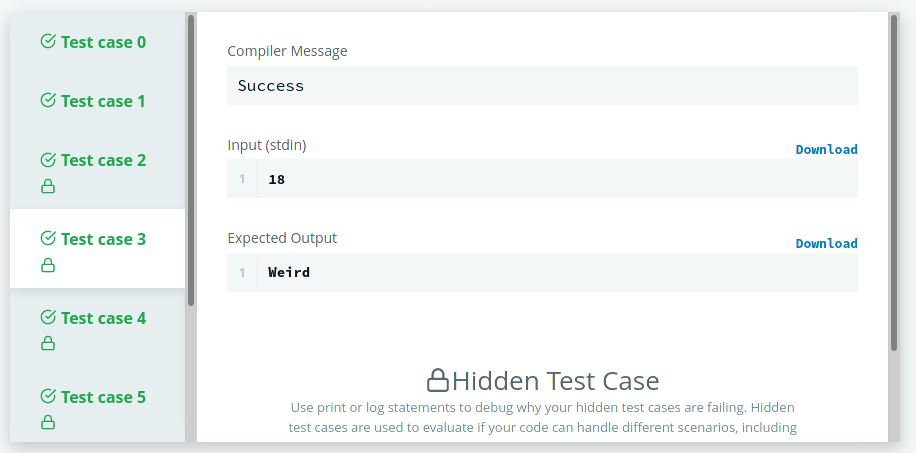 Test case 0
Test case 1
Test case 2
Test case 3
Test case 4
Test case 5
Compiler Message
Success
Input (stdin)
Download
1 18
Expected Output
Download
1 Weird
Hidden Test Case
Use print or log statements to debug why your hidden test cases are failing. Hidden
test cases are used to evaluate if your code can handle different scenarios, including